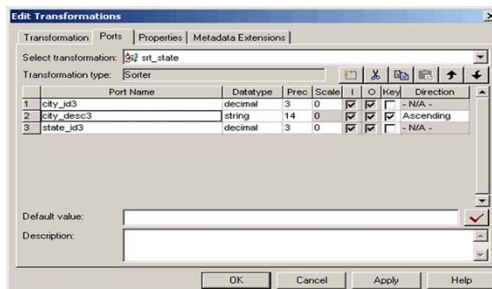 Edit Transformations
Transformation Ports Properties Metadata Extensions
Select transformation: srt_state
Transformation type: Sorter
Port Name Datatype Prec Scale I O Key Direction
1 city_id3 decimal 3 0 - N/A -
2 city_desc3 string 14 0 Ascending
3 state_id3 decimal 3 0 - N/A -
Default value:
Description:
OK Cancel Apply Help